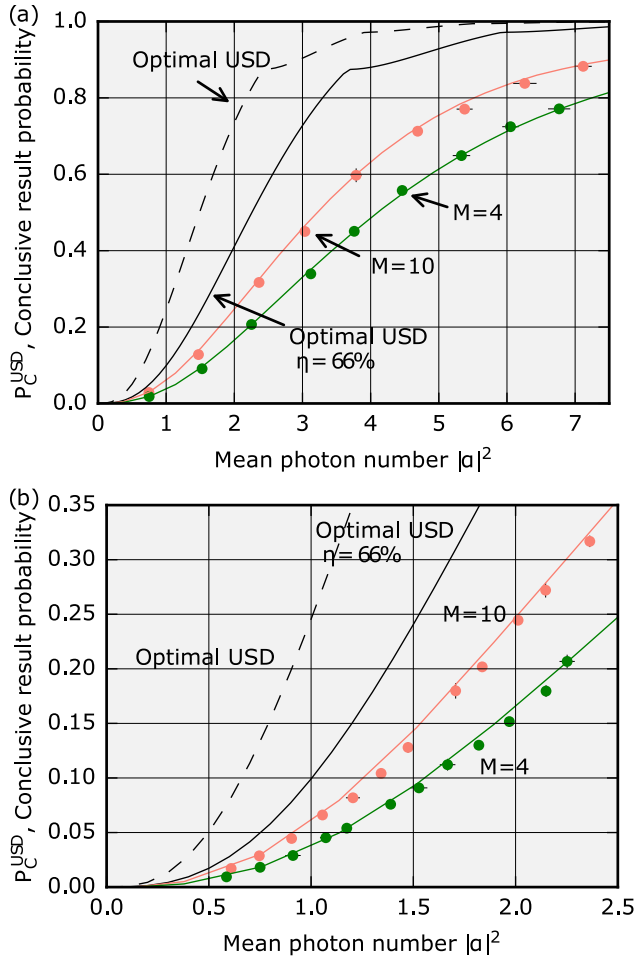 (a)
1.0
0.8
0.6
0.4
0.2
0.0
P_C^USD, Conclusive result probability
Optimal USD
M=4
M=10
Optimal USD
η=66%
0 1 2 3 4 5 6 7
Mean photon number |α|²
(b)
0.35
0.30
0.25
0.20
0.15
0.10
0.05
0.00
P_C^USD, Conclusive result probability
Optimal USD
η=66%
M=10
Optimal USD
M=4
0.0 0.5 1.0 1.5 2.0 2.5
Mean photon number |α|²